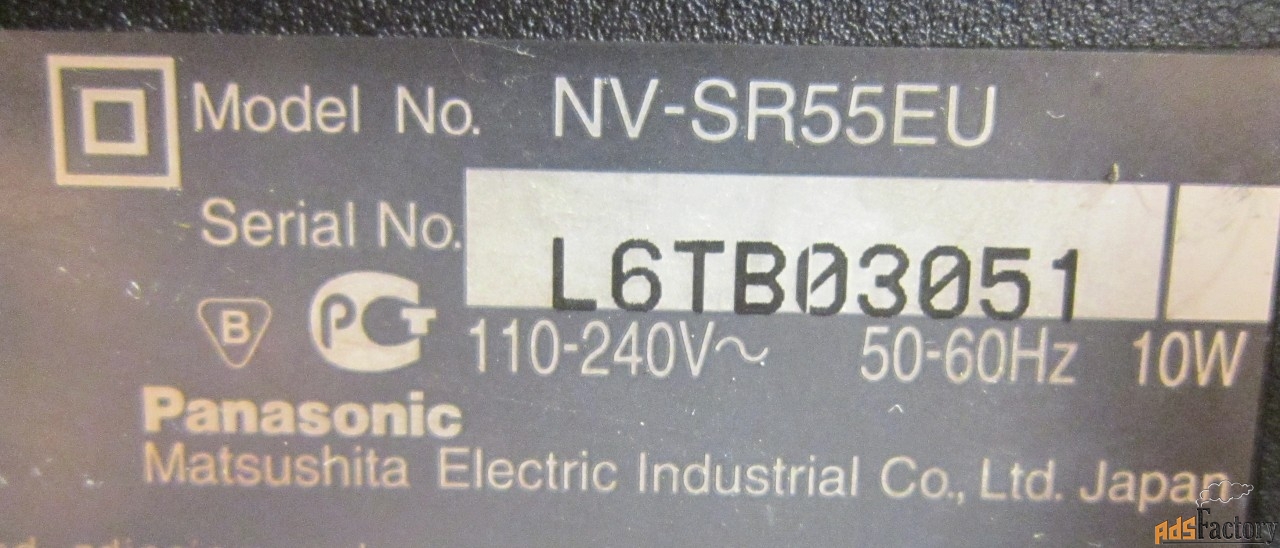 Model No. NV-SR55EU
Serial No. L6TB03051
B PCT 110-240V~ 50-60Hz 10W
Panasonic
Matsushita Electric Industrial Co., Ltd. Japan
AdsFactory